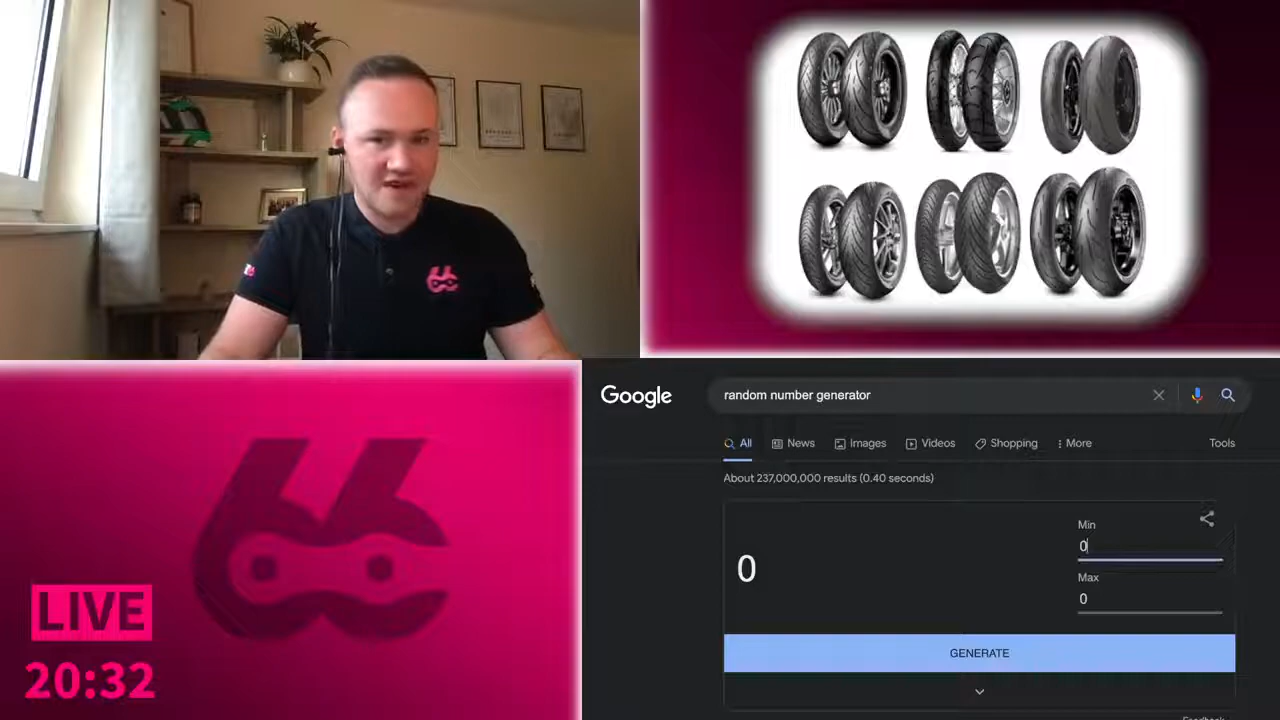 Google
random number generator
All
News
Images
Videos
Shopping
More
Tools
About 237,000,000 results (0.40 seconds)
0
Min
0
Max
0
GENERATE
LIVE
20:32